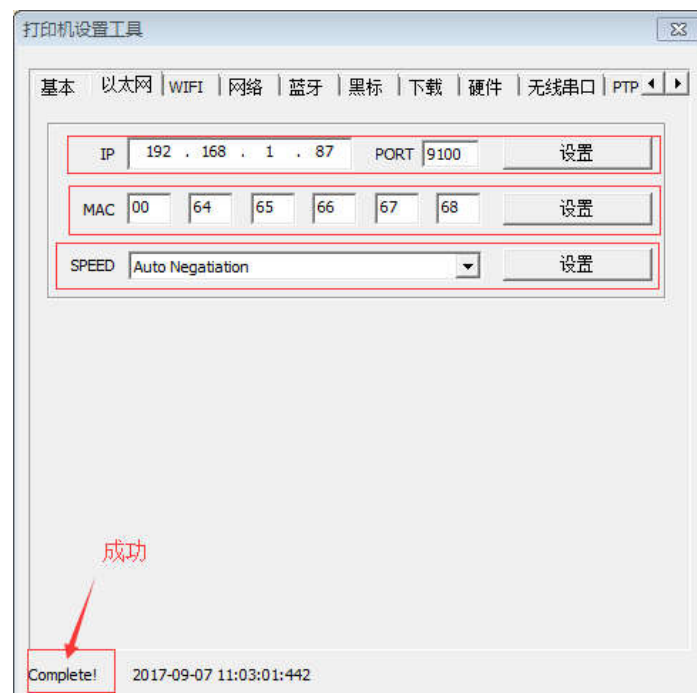 打印机设置工具
基本 以太网 WIFI 网络 蓝牙 黑标 下载 硬件 无线串口 PTP
IP 192 . 168 . 1 . 87 PORT 9100 设置
MAC 00 64 65 66 67 68 设置
SPEED Auto Negatiation 设置
成功
Complete! 2017-09-07 11:03:01:442